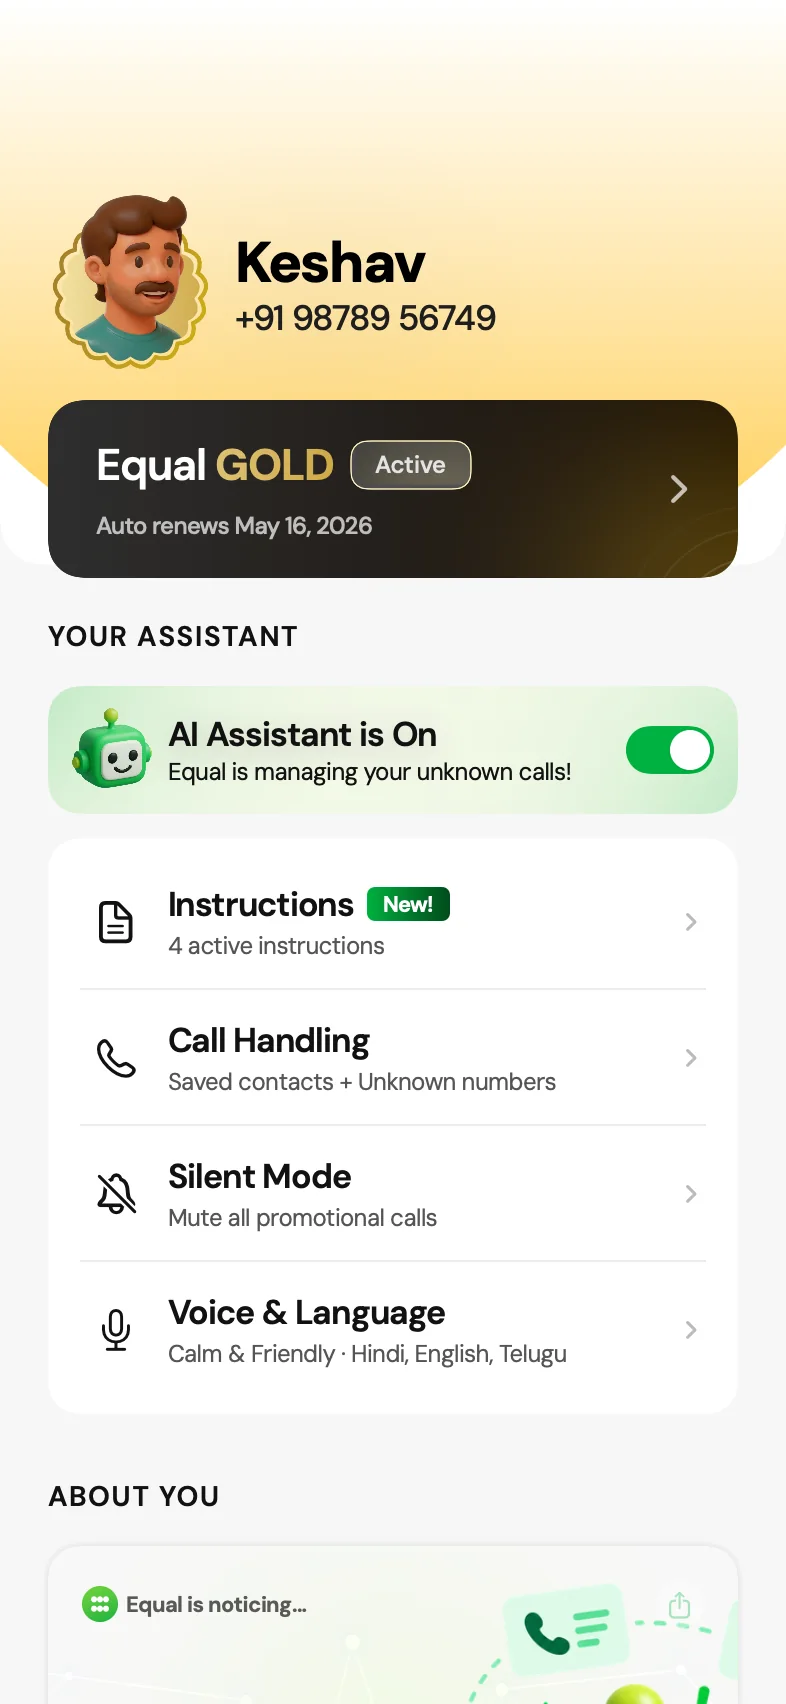 Keshav
+91 98789 56749
Equal GOLD Active
Auto renews May 16, 2026
YOUR ASSISTANT
AI Assistant is On
Equal is managing your unknown calls!
Instructions New!
4 active instructions
Call Handling
Saved contacts + Unknown numbers
Silent Mode
Mute all promotional calls
Voice & Language
Calm & Friendly · Hindi, English, Telugu
ABOUT YOU
Equal is noticing...